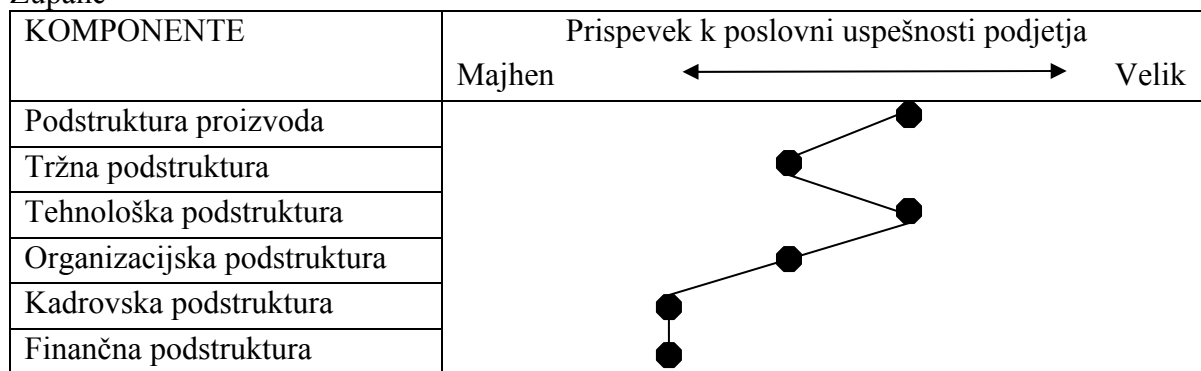 Zupanc
KOMPONENTE
Prispevek k poslovni uspešnosti podjetja
Majhen Velik
Podstruktura proizvoda
Tržna podstruktura
Tehnološka podstruktura
Organizacijska podstruktura
Kadrovska podstruktura
Finančna podstruktura